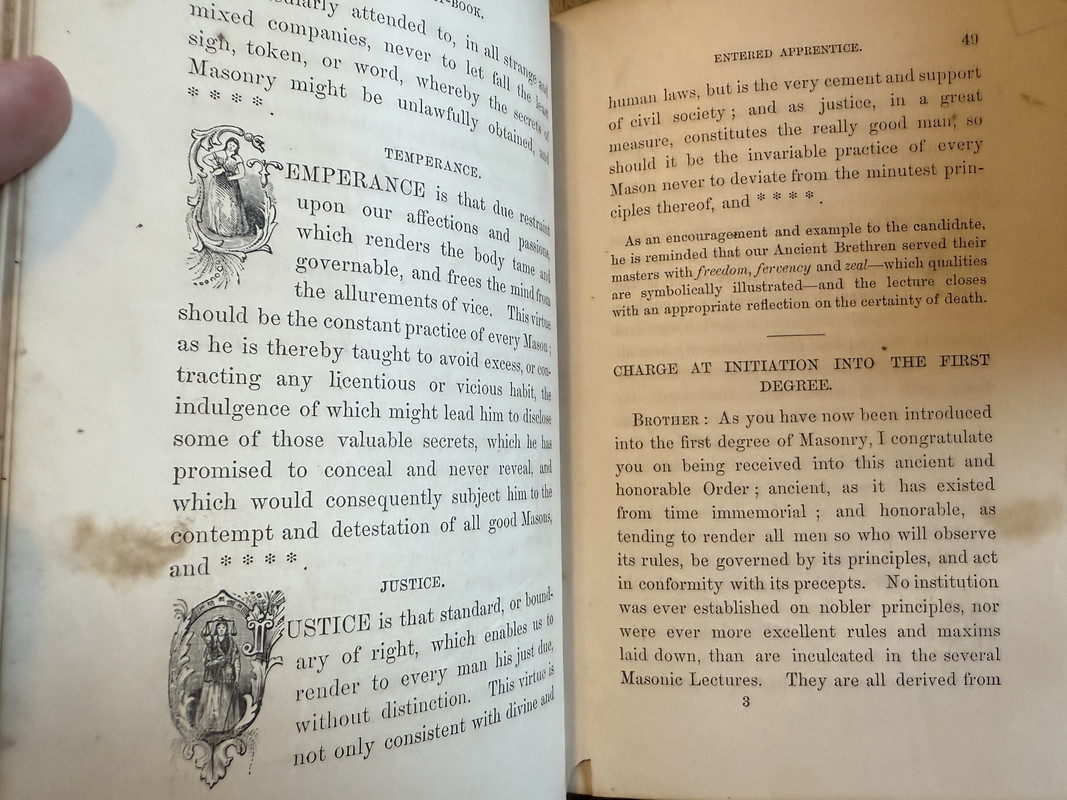 -BOOK.
attended to, in all strange and
mixed companies, never to let fall the least
sign, token, or word, whereby the secrets of
Masonry might be unlawfully obtained, and
* * * *.
TEMPERANCE.
TEMPERANCE is that due restraint
upon our affections and passions,
which renders the body tame and
governable, and frees the mind from
the allurements of vice. This virtue
should be the constant practice of every Mason;
as he is thereby taught to avoid excess, or con-
tracting any licentious or vicious habit, the
indulgence of which might lead him to disclose
some of those valuable secrets, which he has
promised to conceal and never reveal, and
which would consequently subject him to the
contempt and detestation of all good Masons,
and * * * *.
JUSTICE.
JUSTICE is that standard, or bound-
ary of right, which enables us to
render to every man his just due,
without distinction. This virtue is
not only consistent with divine and
ENTERED APPRENTICE. 49
human laws, but is the very cement and support
of civil society; and as justice, in a great
measure, constitutes the really good man, so
should it be the invariable practice of every
Mason never to deviate from the minutest prin-
ciples thereof, and * * * *.
As an encouragement and example to the candidate,
he is reminded that our Ancient Brethren served their
masters with freedom, fervency and zeal—which qualities
are symbolically illustrated—and the lecture closes
with an appropriate reflection on the certainty of death.
CHARGE AT INITIATION INTO THE FIRST
DEGREE.
BROTHER: As you have now been introduced
into the first degree of Masonry, I congratulate
you on being received into this ancient and
honorable Order; ancient, as it has existed
from time immemorial; and honorable, as
tending to render all men so who will observe
its rules, be governed by its principles, and act
in conformity with its precepts. No institution
was ever established on nobler principles, nor
were ever more excellent rules and maxims
laid down, than are inculcated in the several
Masonic Lectures. They are all derived from
3